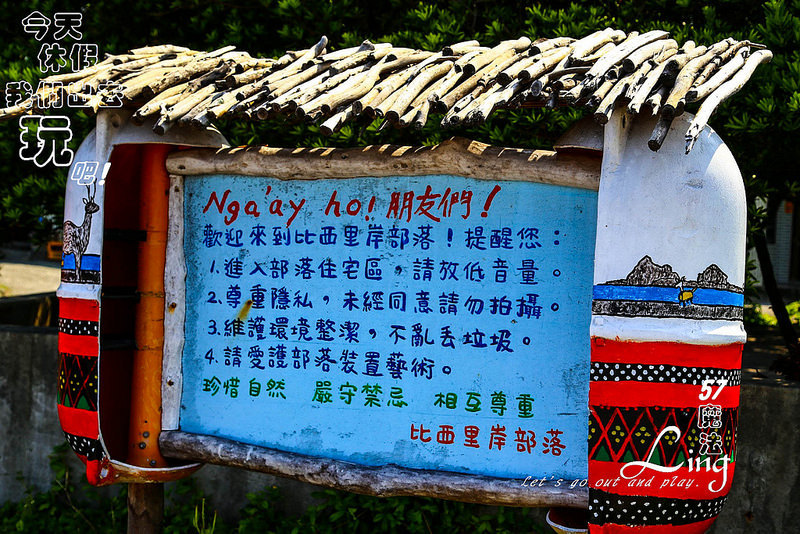 今天
休假
我們出去
玩
吧!
Nga'ay ho! 朋友們!
歡迎來到比西里岸部落!提醒您:
1.進入部落住宅區,請放低音量。
2.尊重隱私,未經同意請勿拍攝。
3.維護環境整潔,不亂丟垃圾。
4.請愛護部落裝置藝術。
珍惜自然 嚴守禁忌 相互尊重
比西里岸部落
57
魔法
Ling
Let's go out and play.